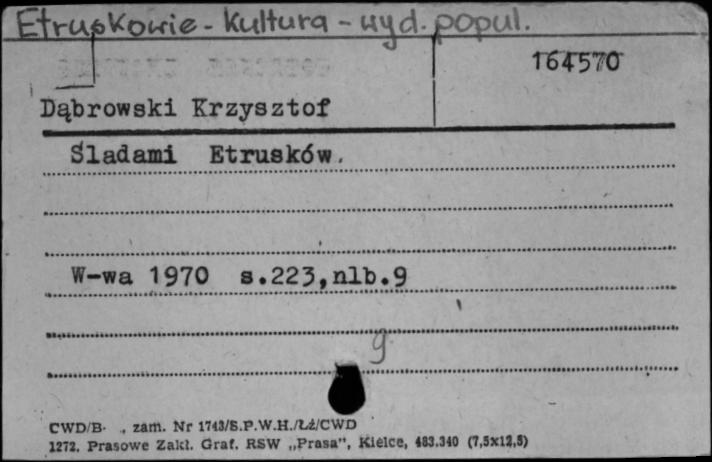 Etruskowie - kultura - wyd. popul.
164570
Dąbrowski Krzysztof
Śladami Etrusków.
W-wa 1970 s.223,nlb.9
g
CWD/B- , zam. Nr 1743/S.P.W.H./Łź/CWD
1272. Prasowe Zakł. Graf. RSW „Prasa", Kielce, 483.340 (7,5x12,5)